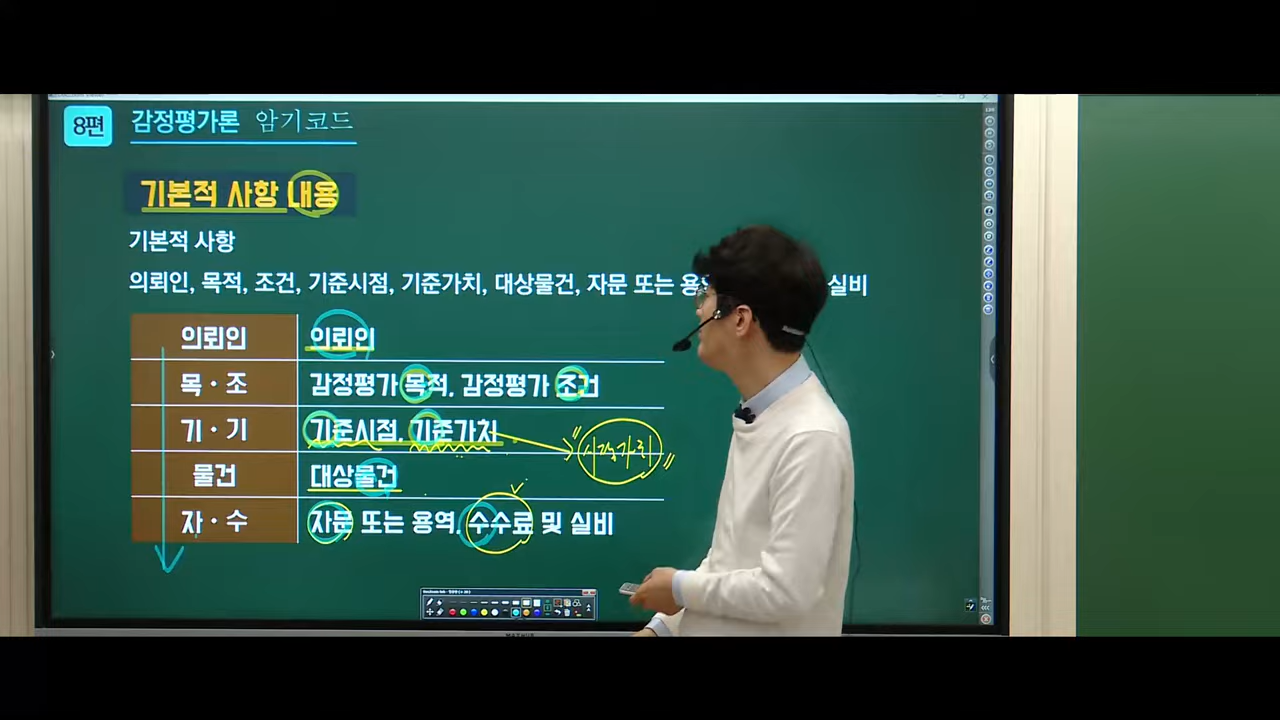 8편 감정평가론 암기코드
기본적 사항 내용
기본적 사항
의뢰인, 목적, 조건, 기준시점, 기준가치, 대상물건, 자문 또는 실비
의뢰인 의뢰인
목·조 감정평가 목적, 감정평가 조건
기·기 기준시점, 기준가치
물건 대상물건
자·수 자문 또는 용역, 수수료 및 실비